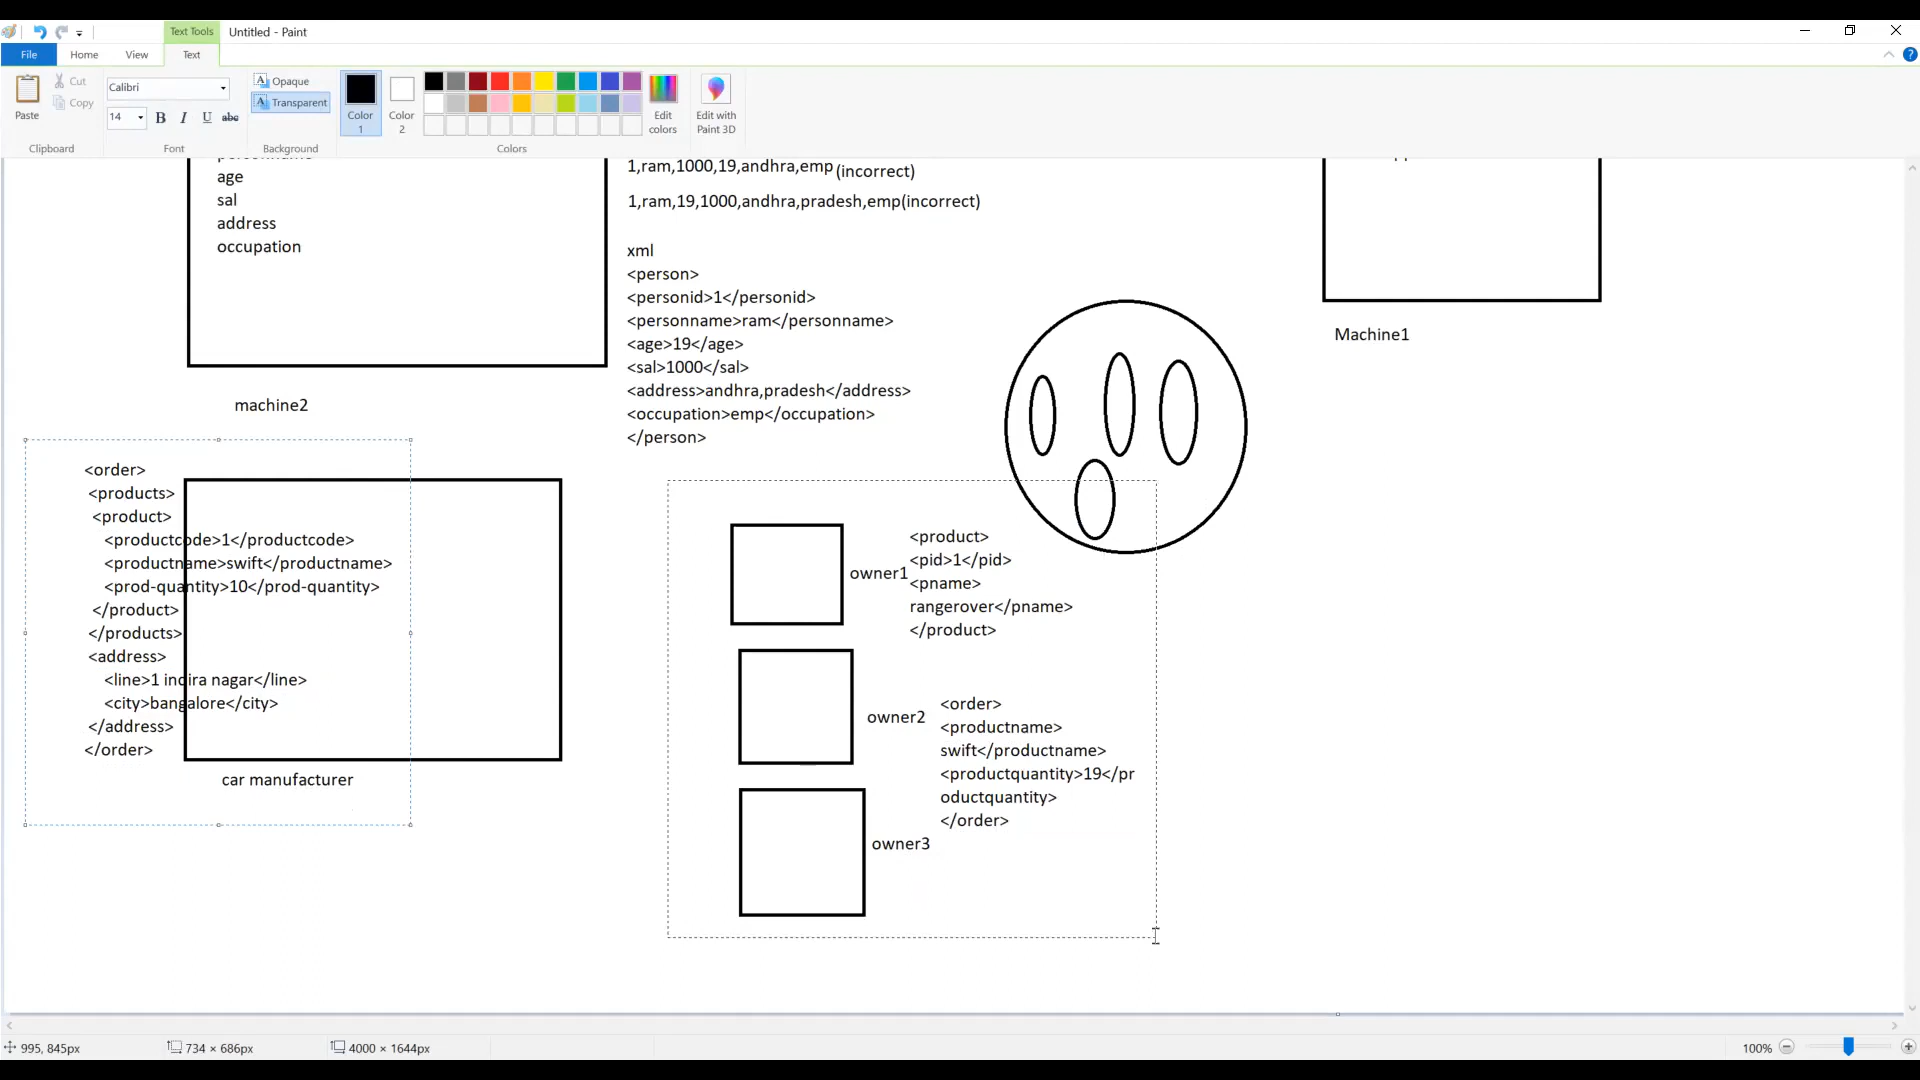 Text Tools
Untitled - Paint
File
Home
View
Text
Paste
Cut
Copy
Clipboard
Calibri
14
B
I
U
abc
Font
Opaque
Transparent
Background
Color
1
Color
2
Edit
colors
Edit with
Paint 3D
Colors
age
sal
address
occupation
machine2
1,ram,1000,19,andhra,emp
(incorrect)
1,ram,19,1000,andhra,pradesh,emp(incorrect)
xml
<person>
<personid>1</personid>
<personname>ram</personname>
<age>19</age>
<sal>1000</sal>
<address>andhra,pradesh</address>
<occupation>emp</occupation>
</person>
Machine1
<order>
<products>
<product>
<productcode>1</productcode>
<productname>swift</productname>
<prod-quantity>10</prod-quantity>
</product>
</products>
<address>
<line>1 indira nagar</line>
<city>bangalore</city>
</address>
</order>
car manufacturer
owner1
<product>
<pid>1</pid>
<pname>
rangerover</pname>
</product>
owner2
<order>
<productname>
swift</productname>
<productquantity>19</pr
oductquantity>
</order>
owner3
995, 845px
734 × 686px
4000 × 1644px
100%